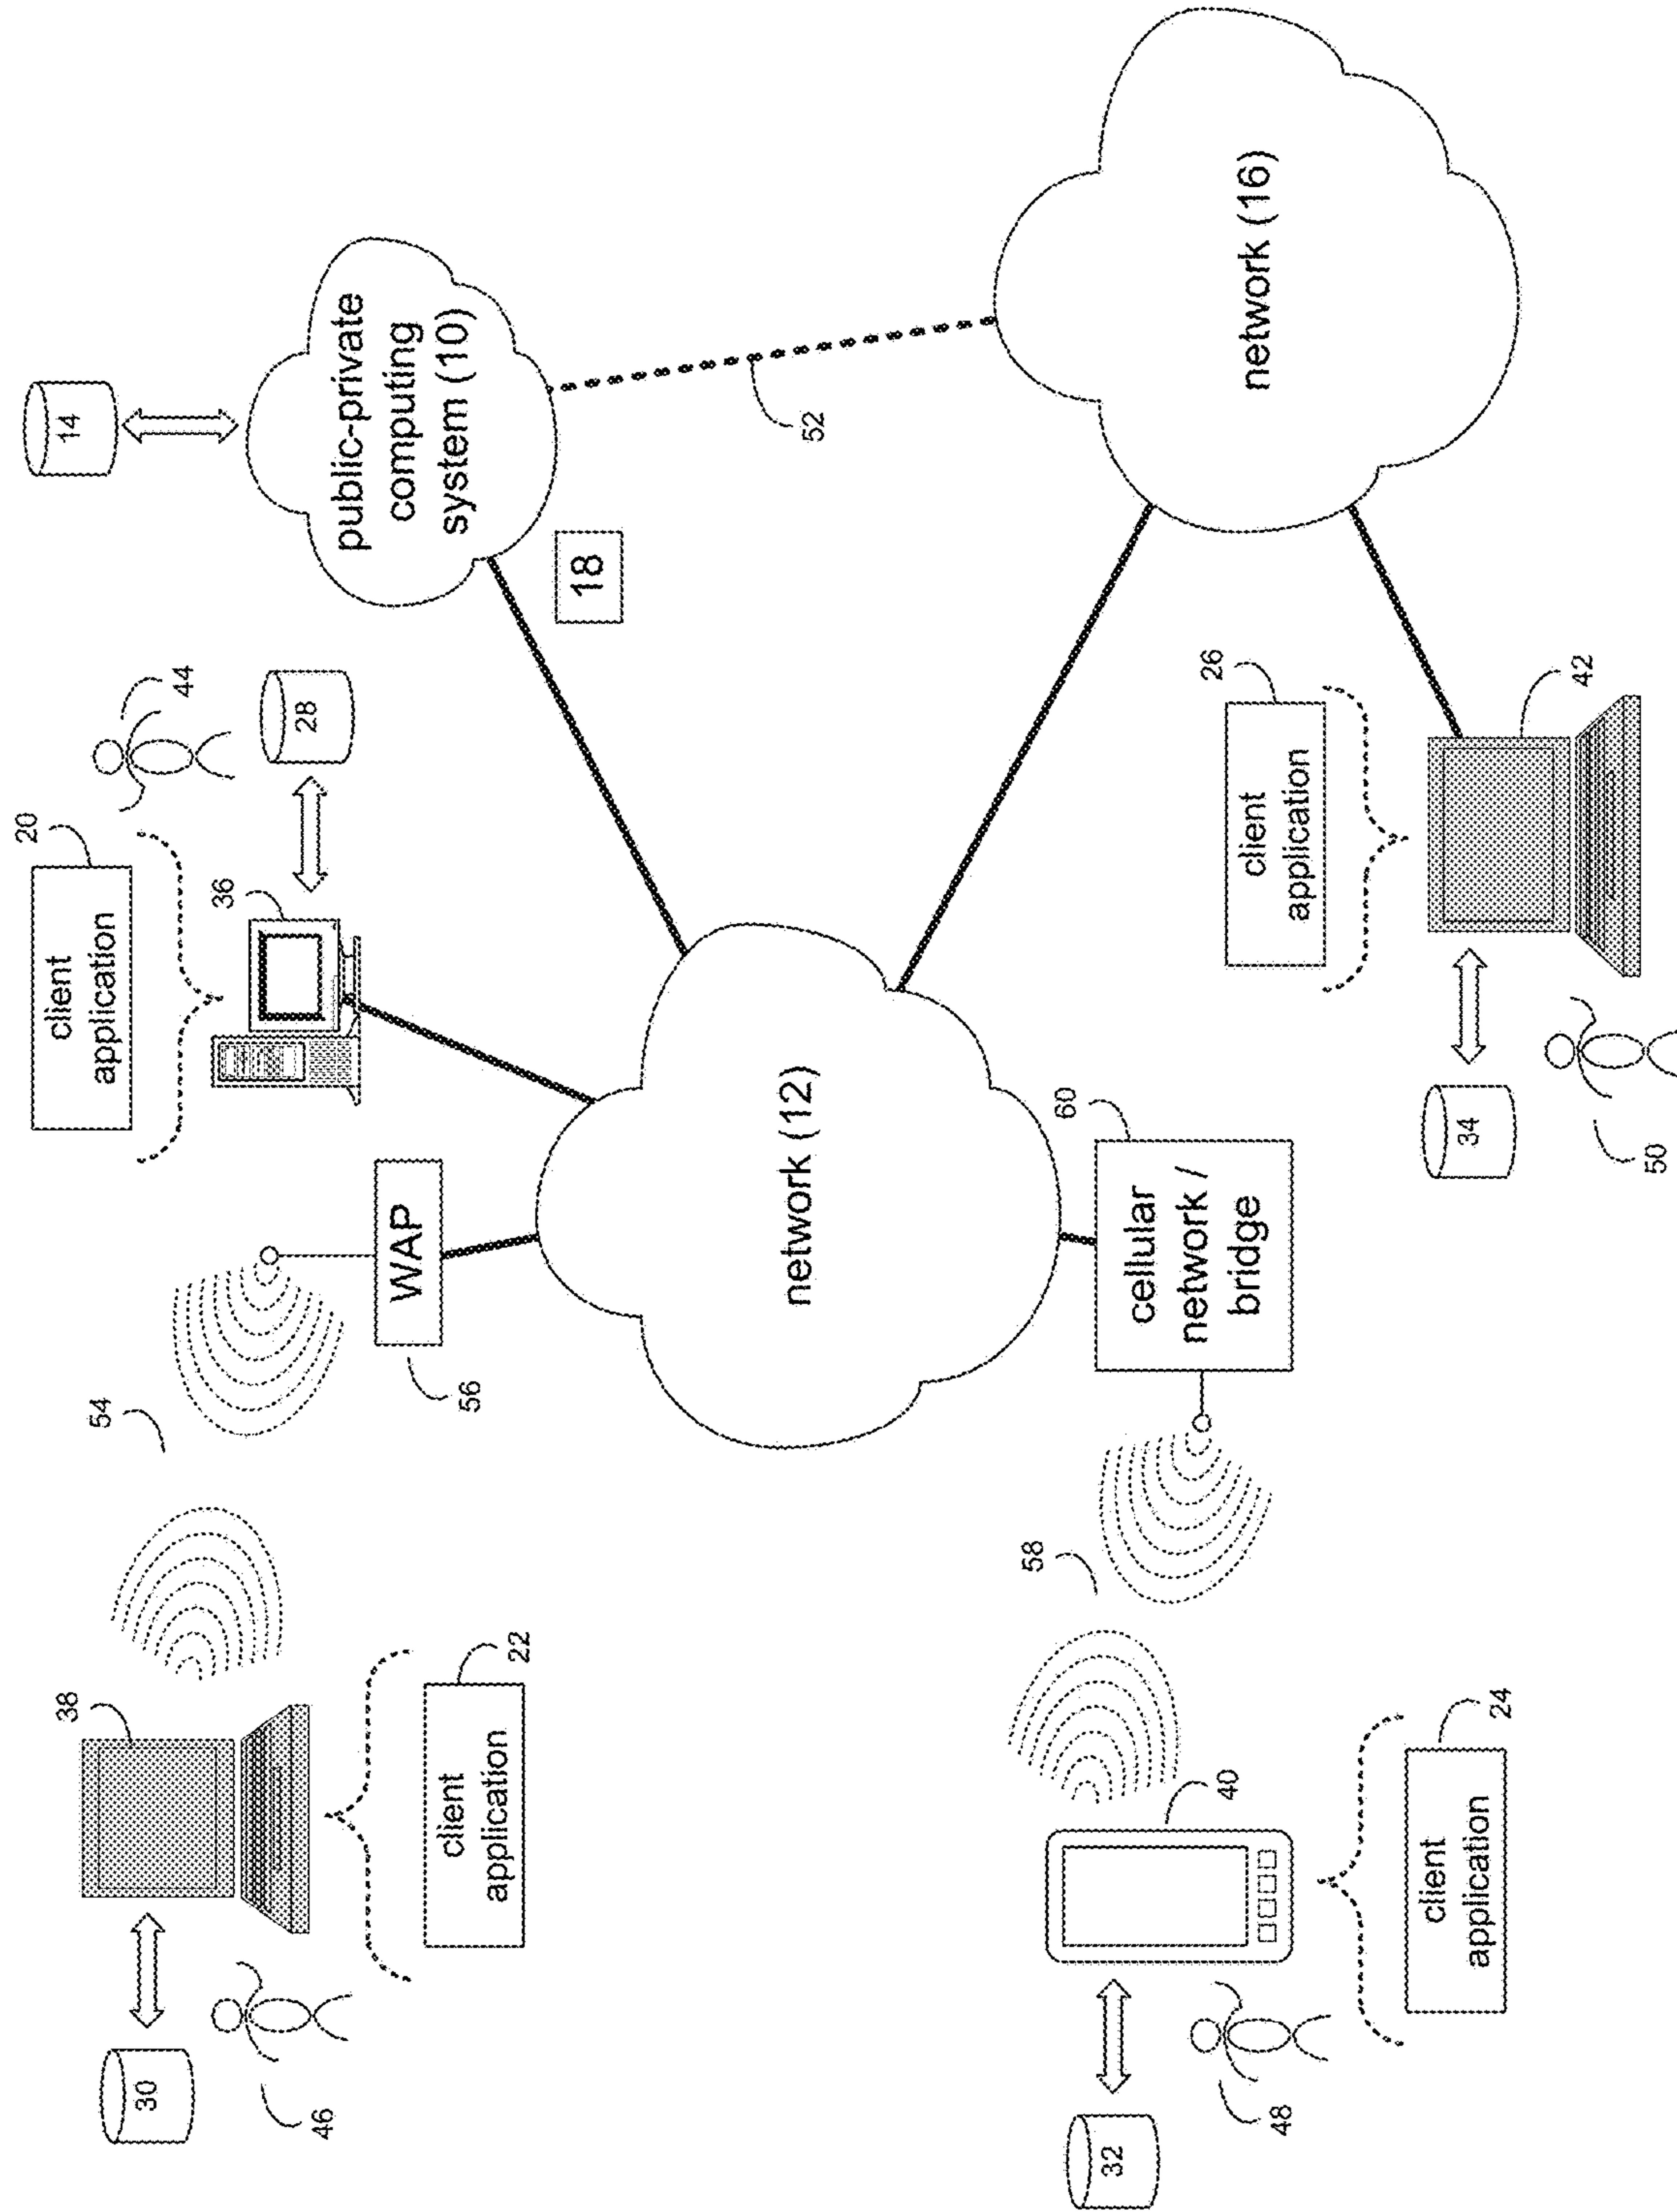 20
client
application
14
38
54
30
44
36
28
46
public-private
computing
system (10)
WAP
client
application
56
22
18
network (12)
52
58
60
32
cellular
network /
bridge
26
40
client
application
network (16)
48
client
application
34
24
42
50